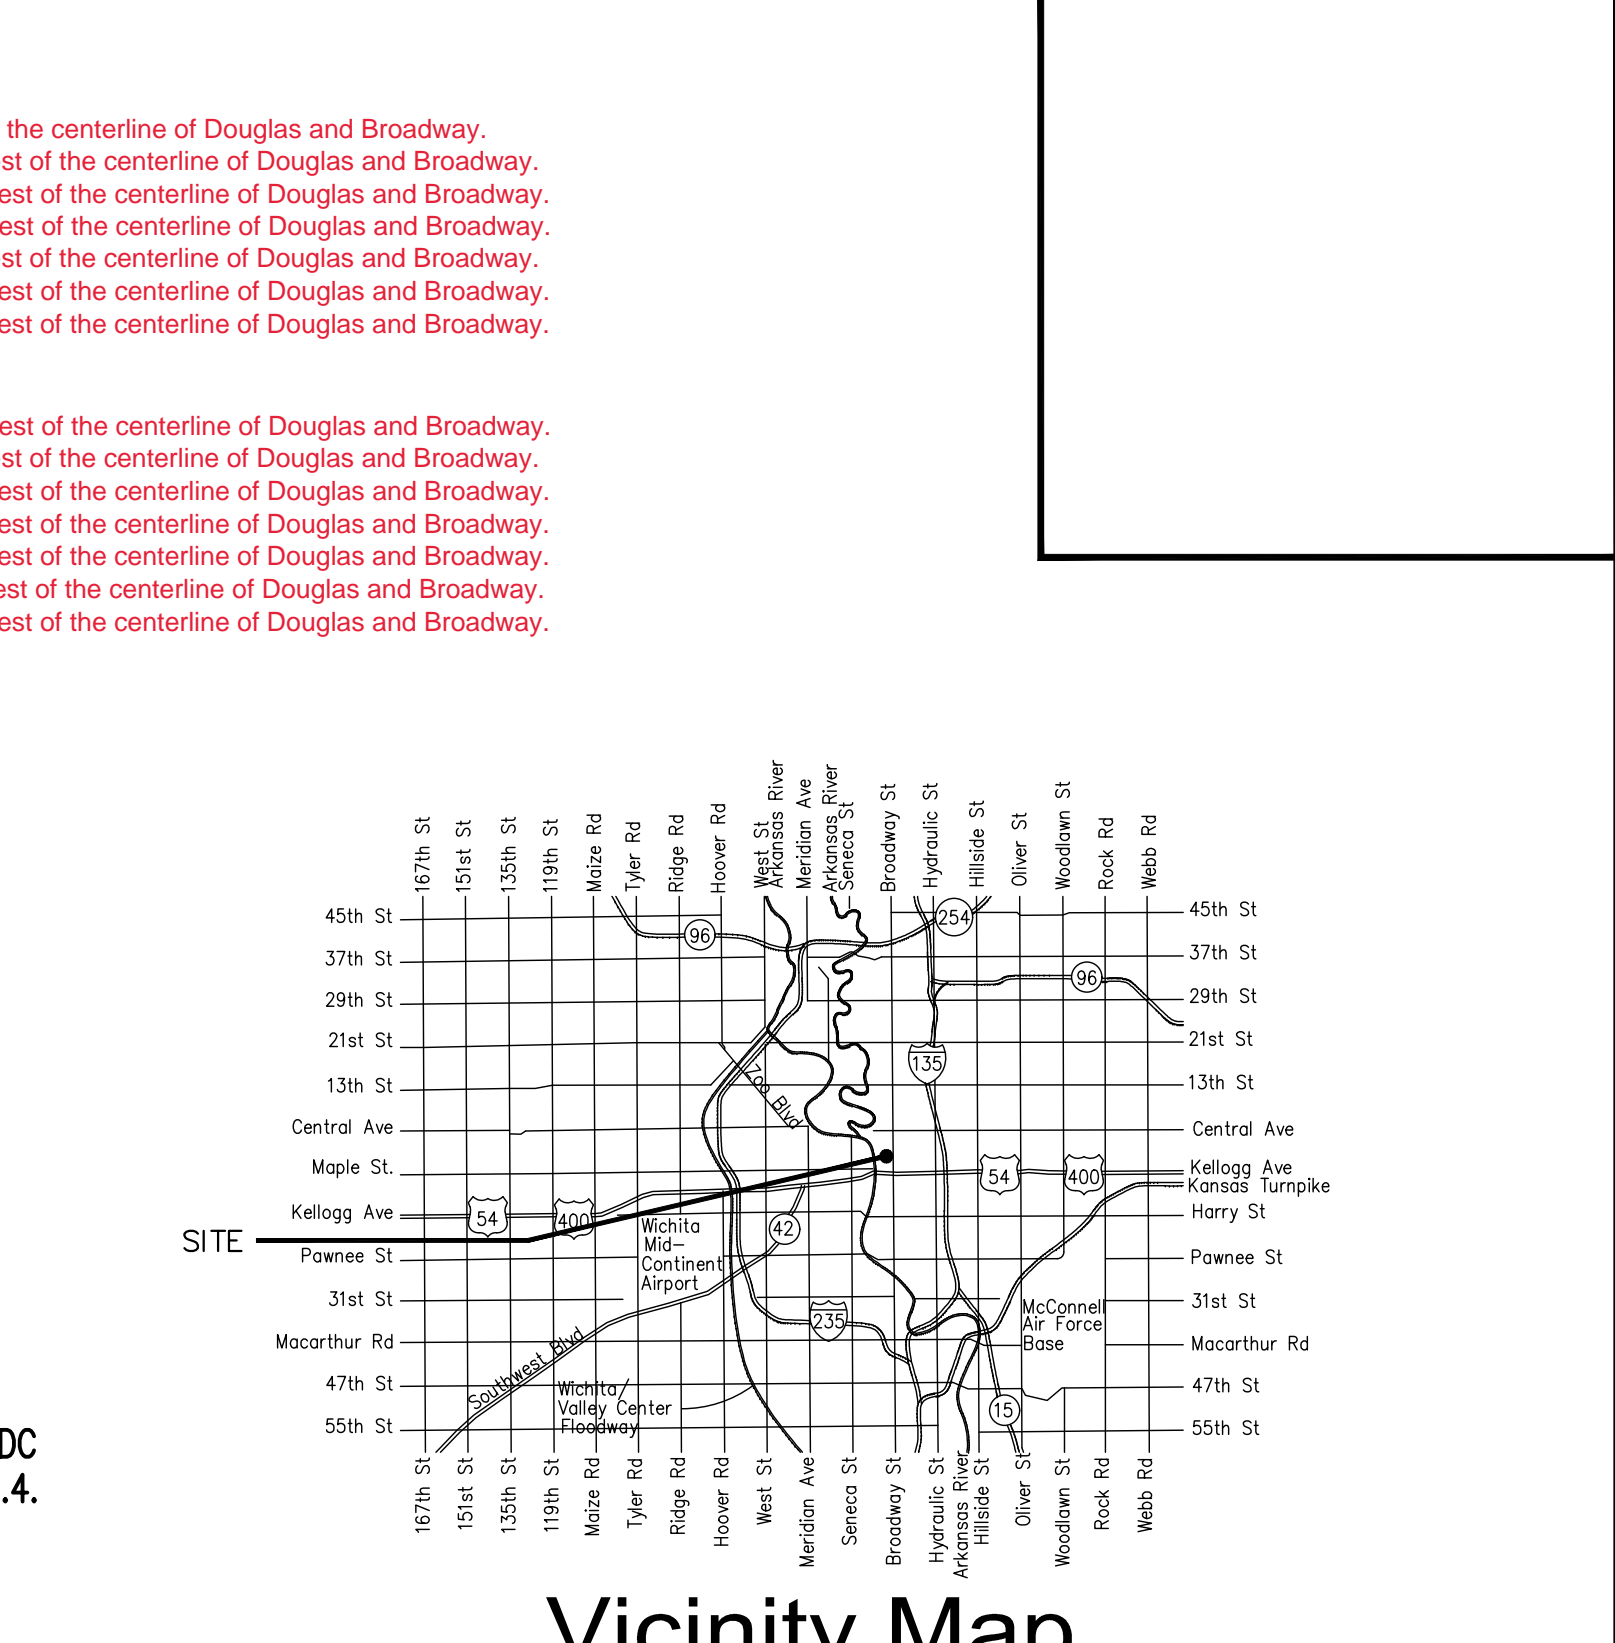 the centerline of Douglas and Broadway.
st of the centerline of Douglas and Broadway.
est of the centerline of Douglas and Broadway.
est of the centerline of Douglas and Broadway.
st of the centerline of Douglas and Broadway.
est of the centerline of Douglas and Broadway.
est of the centerline of Douglas and Broadway.
est of the centerline of Douglas and Broadway.
st of the centerline of Douglas and Broadway.
est of the centerline of Douglas and Broadway.
est of the centerline of Douglas and Broadway.
est of the centerline of Douglas and Broadway.
est of the centerline of Douglas and Broadway.
est of the centerline of Douglas and Broadway.
167th St
151st St
135th St
119th St
Maize Rd
Tyler Rd
Ridge Rd
Hoover Rd
West St
Arkansas River
Meridian Ave
Arkansas River
Seneca St
Broadway St
Hydraulic St
Hillside St
Oliver St
Woodlawn St
Rock Rd
Webb Rd
45th St
37th St
29th St
21st St
13th St
Central Ave
Maple St.
Kellogg Ave
SITE
Pawnee St
31st St
Macarthur Rd
47th St
55th St
96
254
96
135
Zoo Blvd
54
400
54
400
42
Wichita
Mid-
Continent
Airport
235
McConnell
Air Force
Base
Southwest Blvd
Wichita/
Valley Center
Floodway
15
45th St
37th St
29th St
21st St
13th St
Central Ave
Kellogg Ave
Kansas Turnpike
Harry St
Pawnee St
31st St
Macarthur Rd
47th St
55th St
DC
.4.
167th St
151st St
135th St
119th St
Maize Rd
Tyler Rd
Ridge Rd
Hoover Rd
West St
Meridian Ave
Seneca St
Broadway St
Hydraulic St
Arkansas River
Hillside St
Oliver St
Woodlawn St
Rock Rd
Webb Rd
Vicinity Map